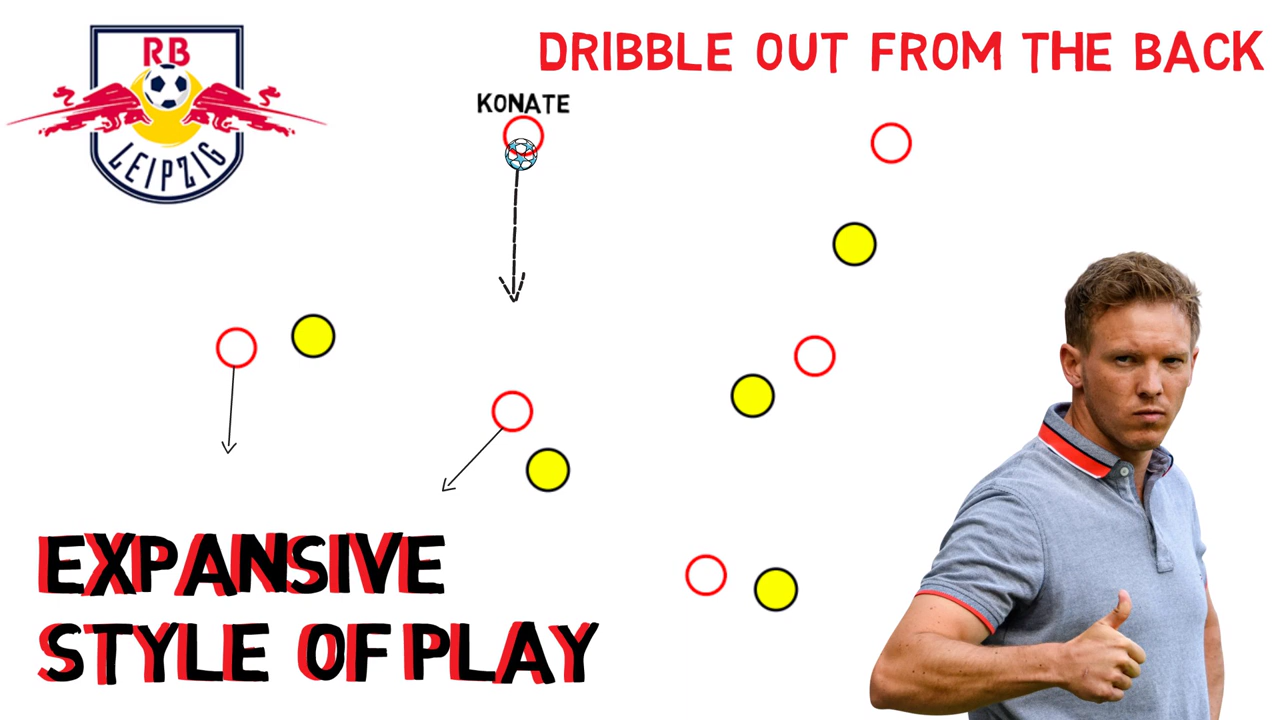 RB
LEIPZIG
DRIBBLE OUT FROM THE BACK
KONATE
EXPANSIVE
STYLE OF PLAY